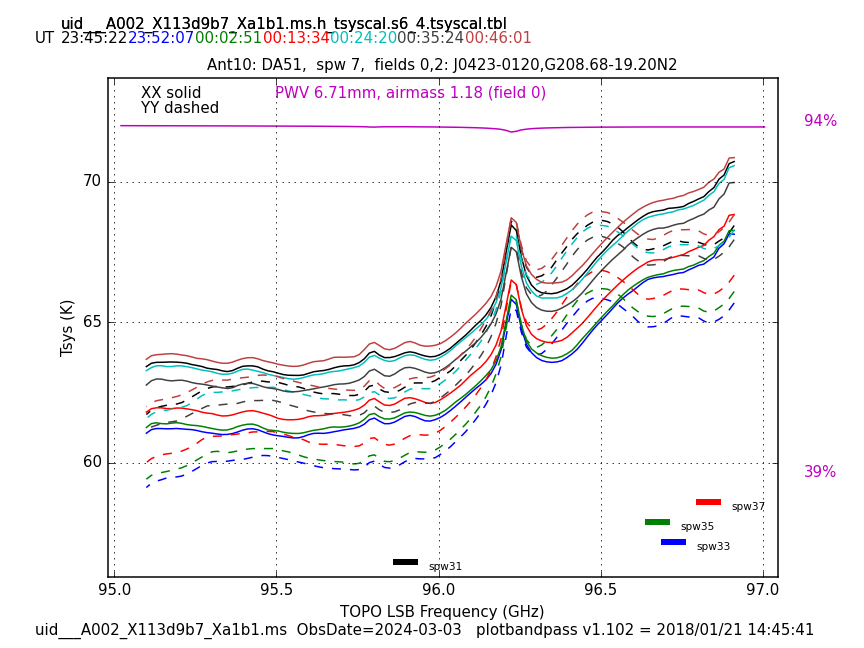 uid___A002_X113d9b7_Xa1b1.ms.h_tsyscal.s6_4.tsyscal.tbl
UT 23:45:22 23:52:07 00:02:51 00:13:34 00:24:20 00:35:24 00:46:01
Ant10: DA51, spw 7, fields 0,2: J0423-0120,G208.68-19.20N2
XX solid PWV 6.71mm, airmass 1.18 (field 0)
YY dashed
94%
70
65
60
Tsys (K)
39%
spw37
spw35
spw33
spw31
95.0 95.5 96.0 96.5 97.0
TOPO LSB Frequency (GHz)
uid___A002_X113d9b7_Xa1b1.ms ObsDate=2024-03-03 plotbandpass v1.102 = 2018/01/21 14:45:41